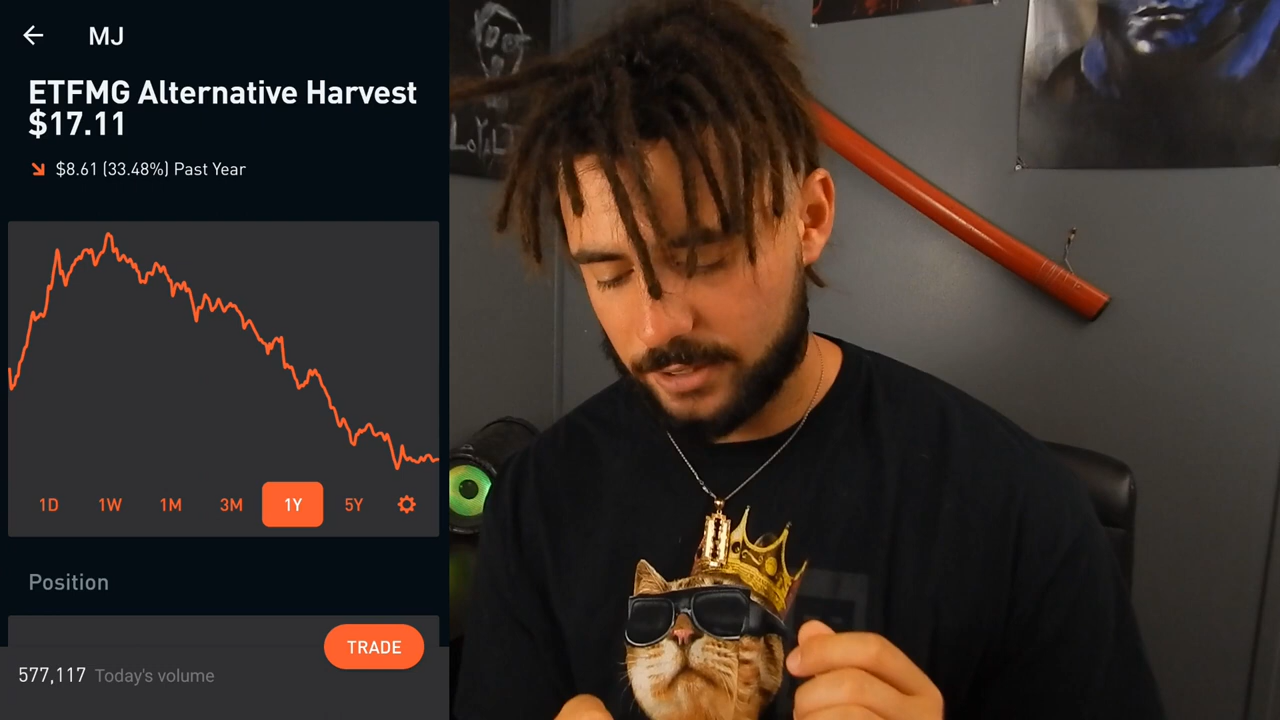 MJ
ETFMG Alternative Harvest
$17.11
$8.61 (33.48%) Past Year
1D 1W 1M 3M 1Y 5Y
Position
TRADE
577,117 Today's volume